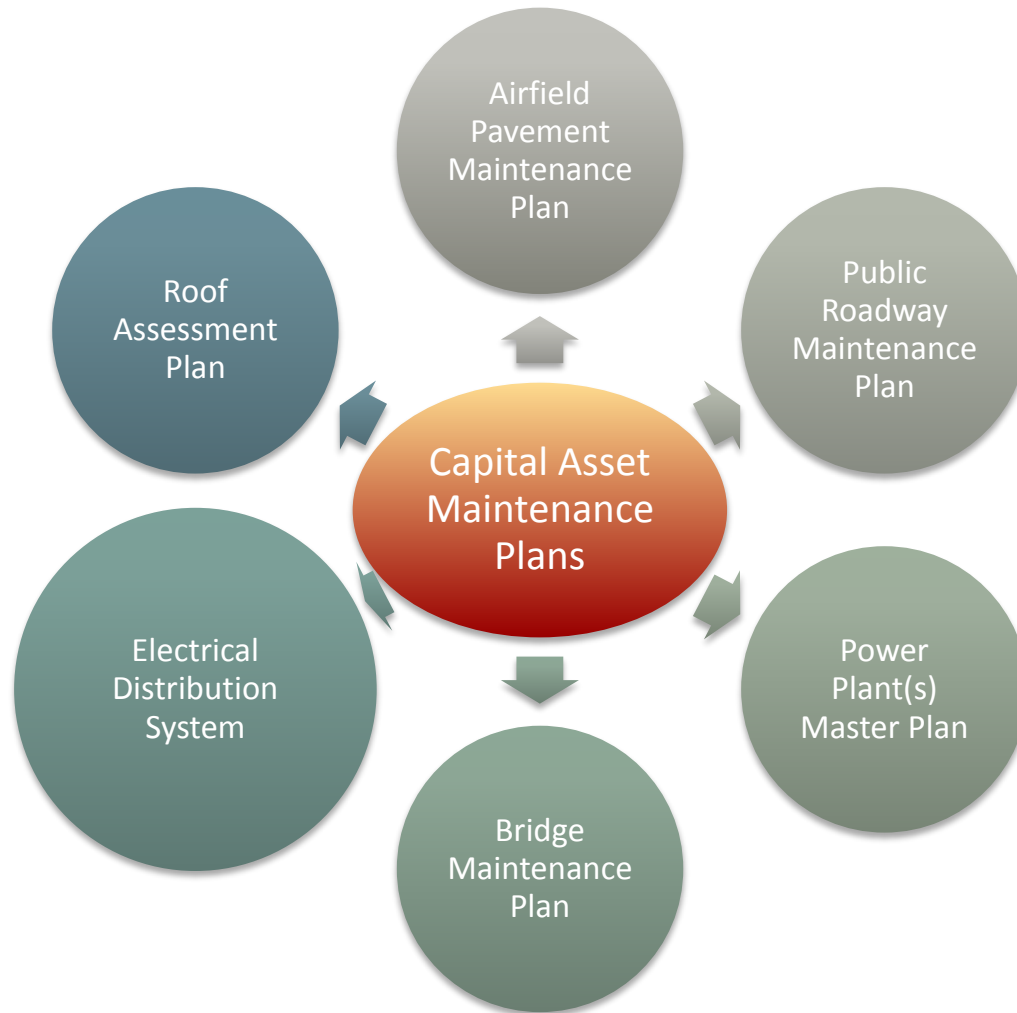 Airfield
Pavement
Maintenance
Plan
Public
Roadway
Maintenance
Plan
Roof
Assessment
Plan
Capital Asset
Maintenance
Plans
Electrical
Distribution
System
Power
Plant(s)
Master Plan
Bridge
Maintenance
Plan